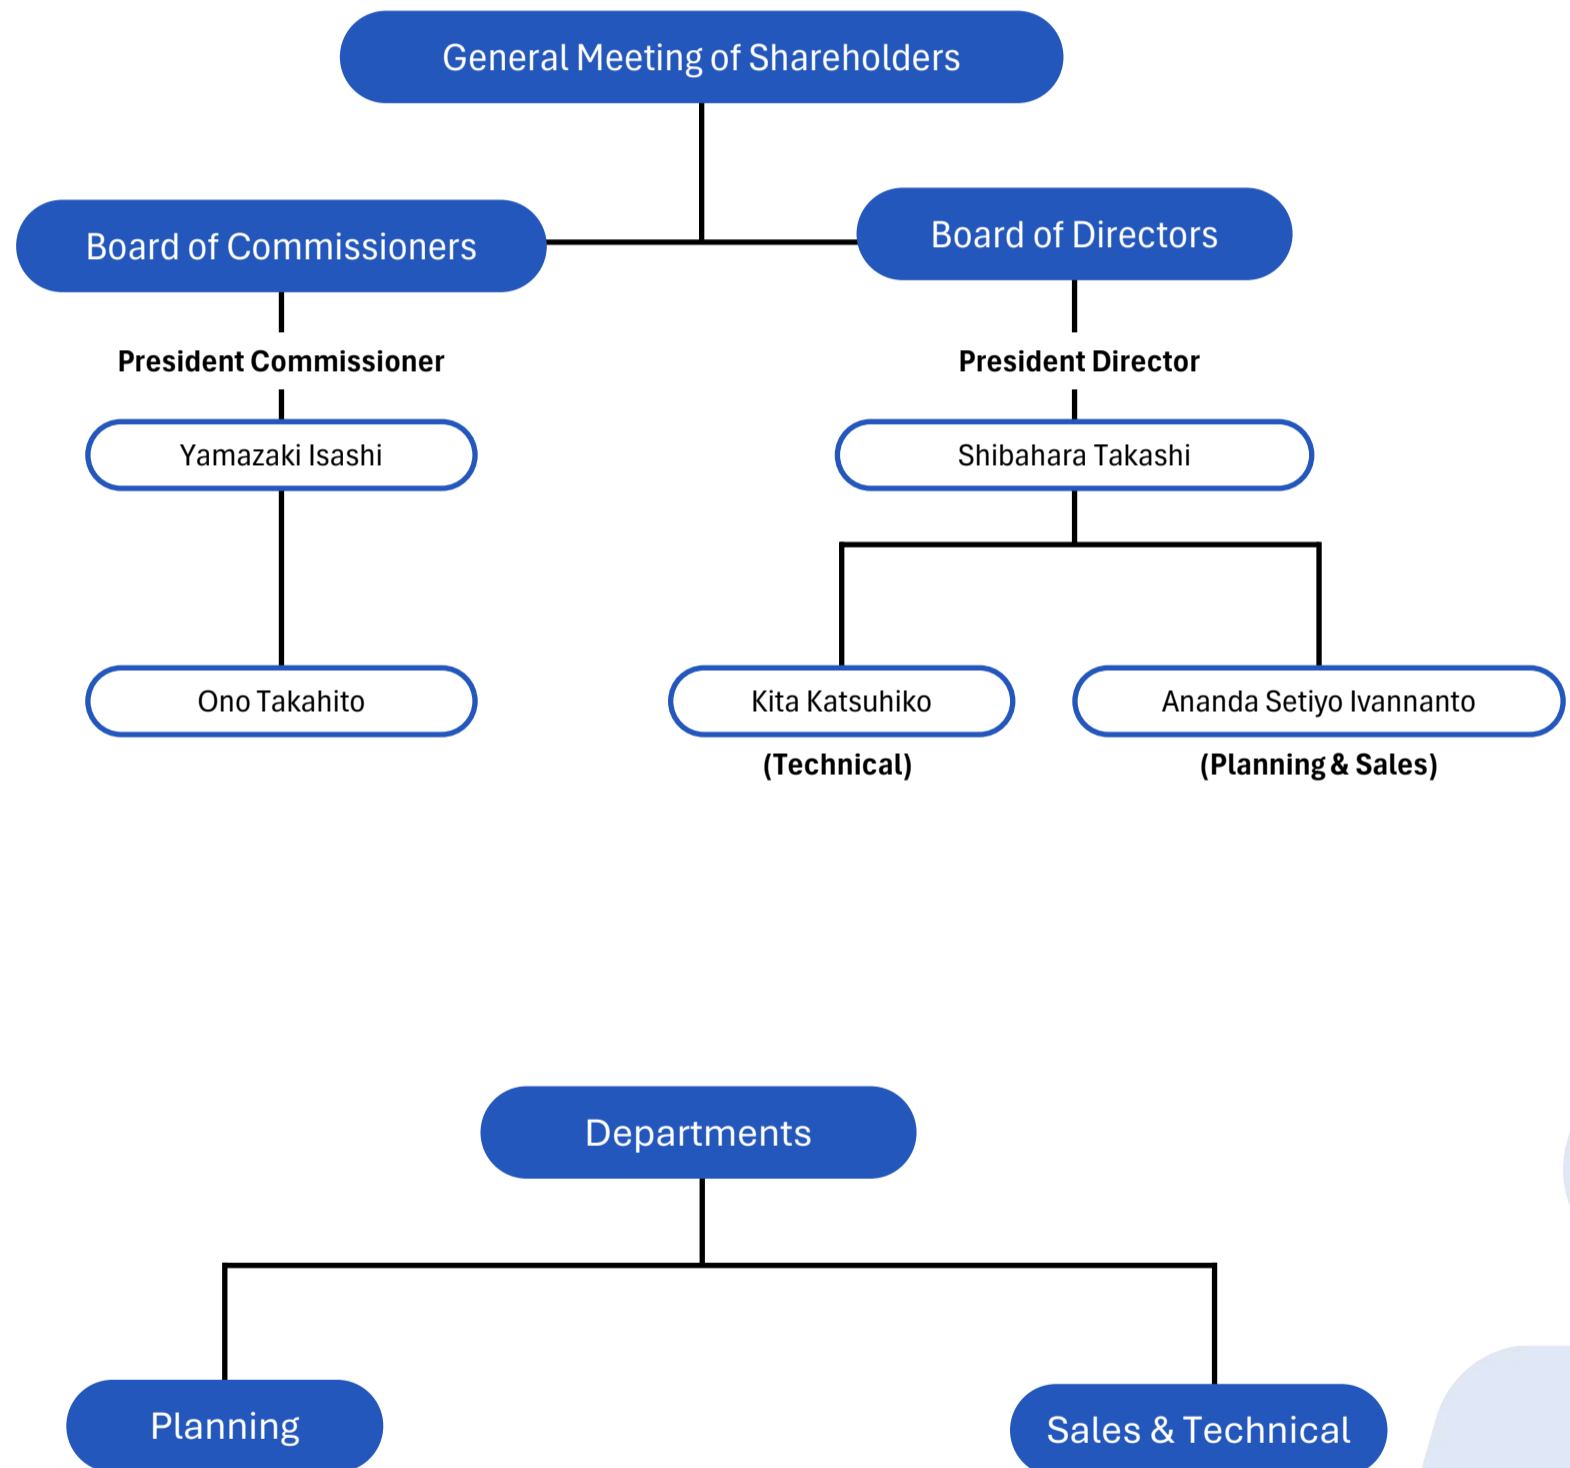 General Meeting of Shareholders
Board of Commissioners
Board of Directors
President Commissioner
President Director
Yamazaki Isashi
Shibahara Takashi
Ono Takahito
Kita Katsuhiko
Ananda Setiyo Ivannanto
(Technical)
(Planning & Sales)
Departments
Planning
Sales & Technical